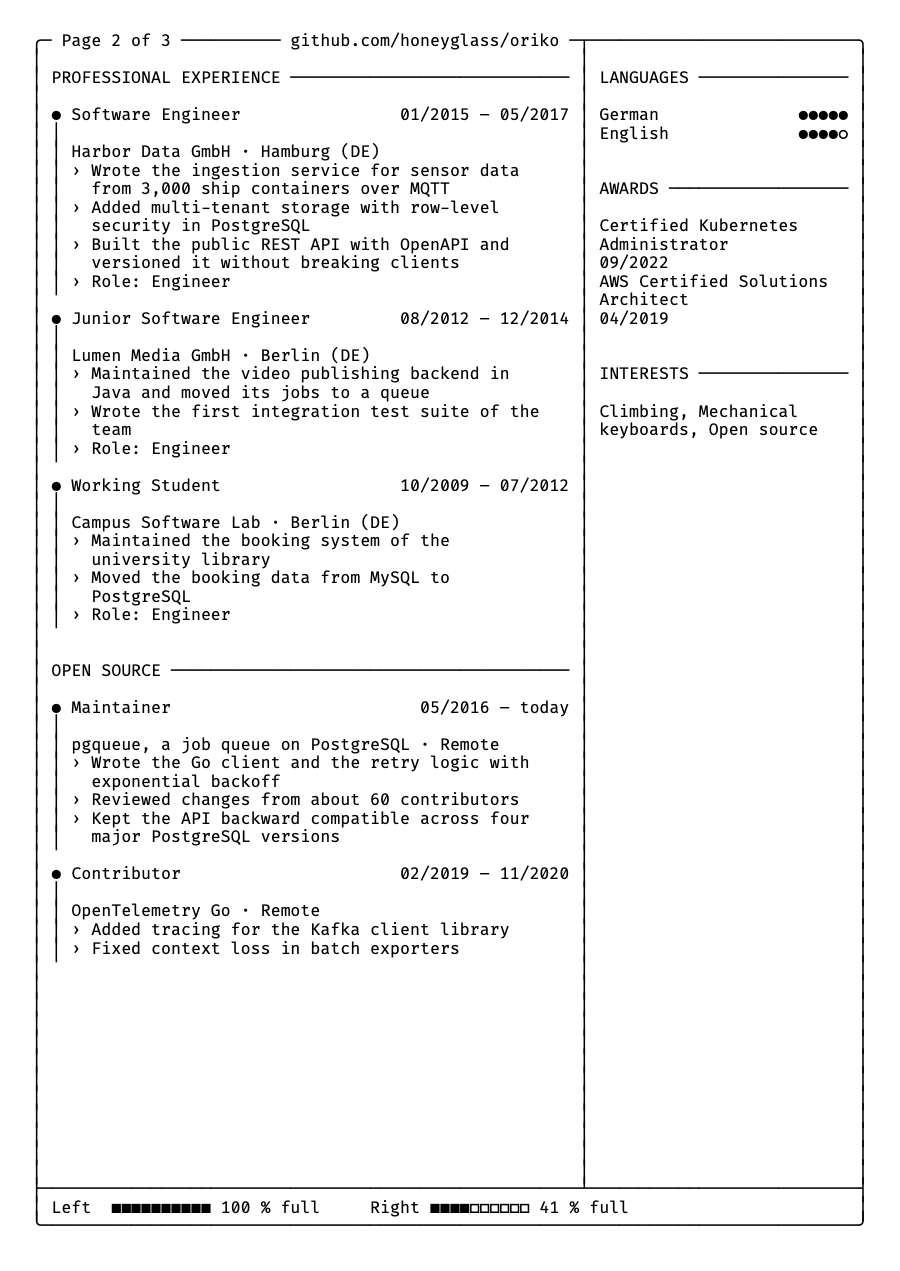 Page 2 of 3
github.com/honeyglass/oriko
PROFESSIONAL EXPERIENCE
● Software Engineer 01/2015 – 05/2017
Harbor Data GmbH · Hamburg (DE)
› Wrote the ingestion service for sensor data
from 3,000 ship containers over MQTT
› Added multi-tenant storage with row-level
security in PostgreSQL
› Built the public REST API with OpenAPI and
versioned it without breaking clients
› Role: Engineer
● Junior Software Engineer 08/2012 – 12/2014
Lumen Media GmbH · Berlin (DE)
› Maintained the video publishing backend in
Java and moved its jobs to a queue
› Wrote the first integration test suite of the
team
› Role: Engineer
● Working Student 10/2009 – 07/2012
Campus Software Lab · Berlin (DE)
› Maintained the booking system of the
university library
› Moved the booking data from MySQL to
PostgreSQL
› Role: Engineer
OPEN SOURCE
● Maintainer 05/2016 – today
pgqueue, a job queue on PostgreSQL · Remote
› Wrote the Go client and the retry logic with
exponential backoff
› Reviewed changes from about 60 contributors
› Kept the API backward compatible across four
major PostgreSQL versions
● Contributor 02/2019 – 11/2020
OpenTelemetry Go · Remote
› Added tracing for the Kafka client library
› Fixed context loss in batch exporters
LANGUAGES
German ●●●●●
English ●●●●○
AWARDS
Certified Kubernetes
Administrator
09/2022
AWS Certified Solutions
Architect
04/2019
INTERESTS
Climbing, Mechanical
keyboards, Open source
Left ■■■■■■■■■■ 100 % full Right ■■■■□□□□□□ 41 % full